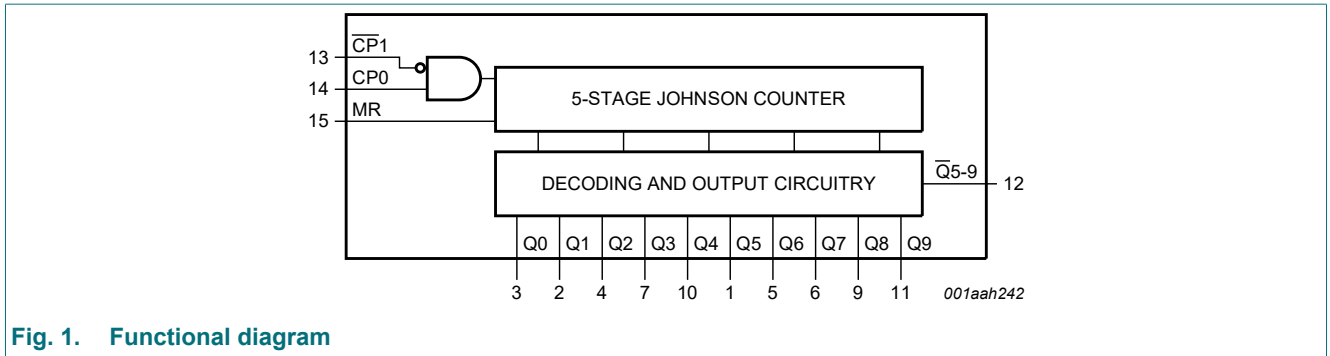 13 C̅P̅1
14 CP0
15 MR
5-STAGE JOHNSON COUNTER
DECODING AND OUTPUT CIRCUITRY
Q̅5-9 12
Q0 Q1 Q2 Q3 Q4 Q5 Q6 Q7 Q8 Q9
3 2 4 7 10 1 5 6 9 11 001aah242
Fig. 1. Functional diagram